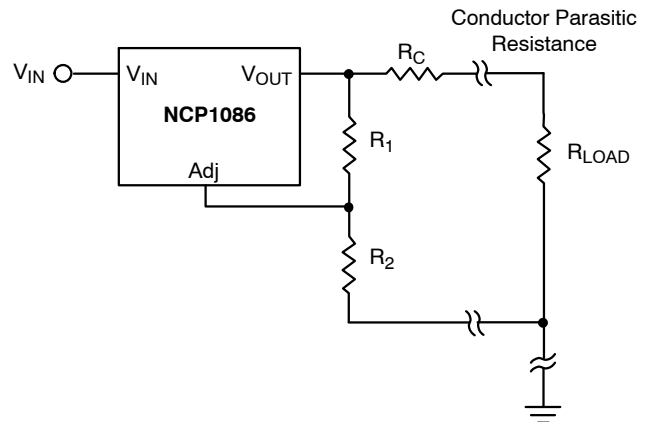 Conductor Parasitic
Resistance
R_C
V_IN
V_IN
V_OUT
NCP1086
R_1
R_LOAD
Adj
R_2